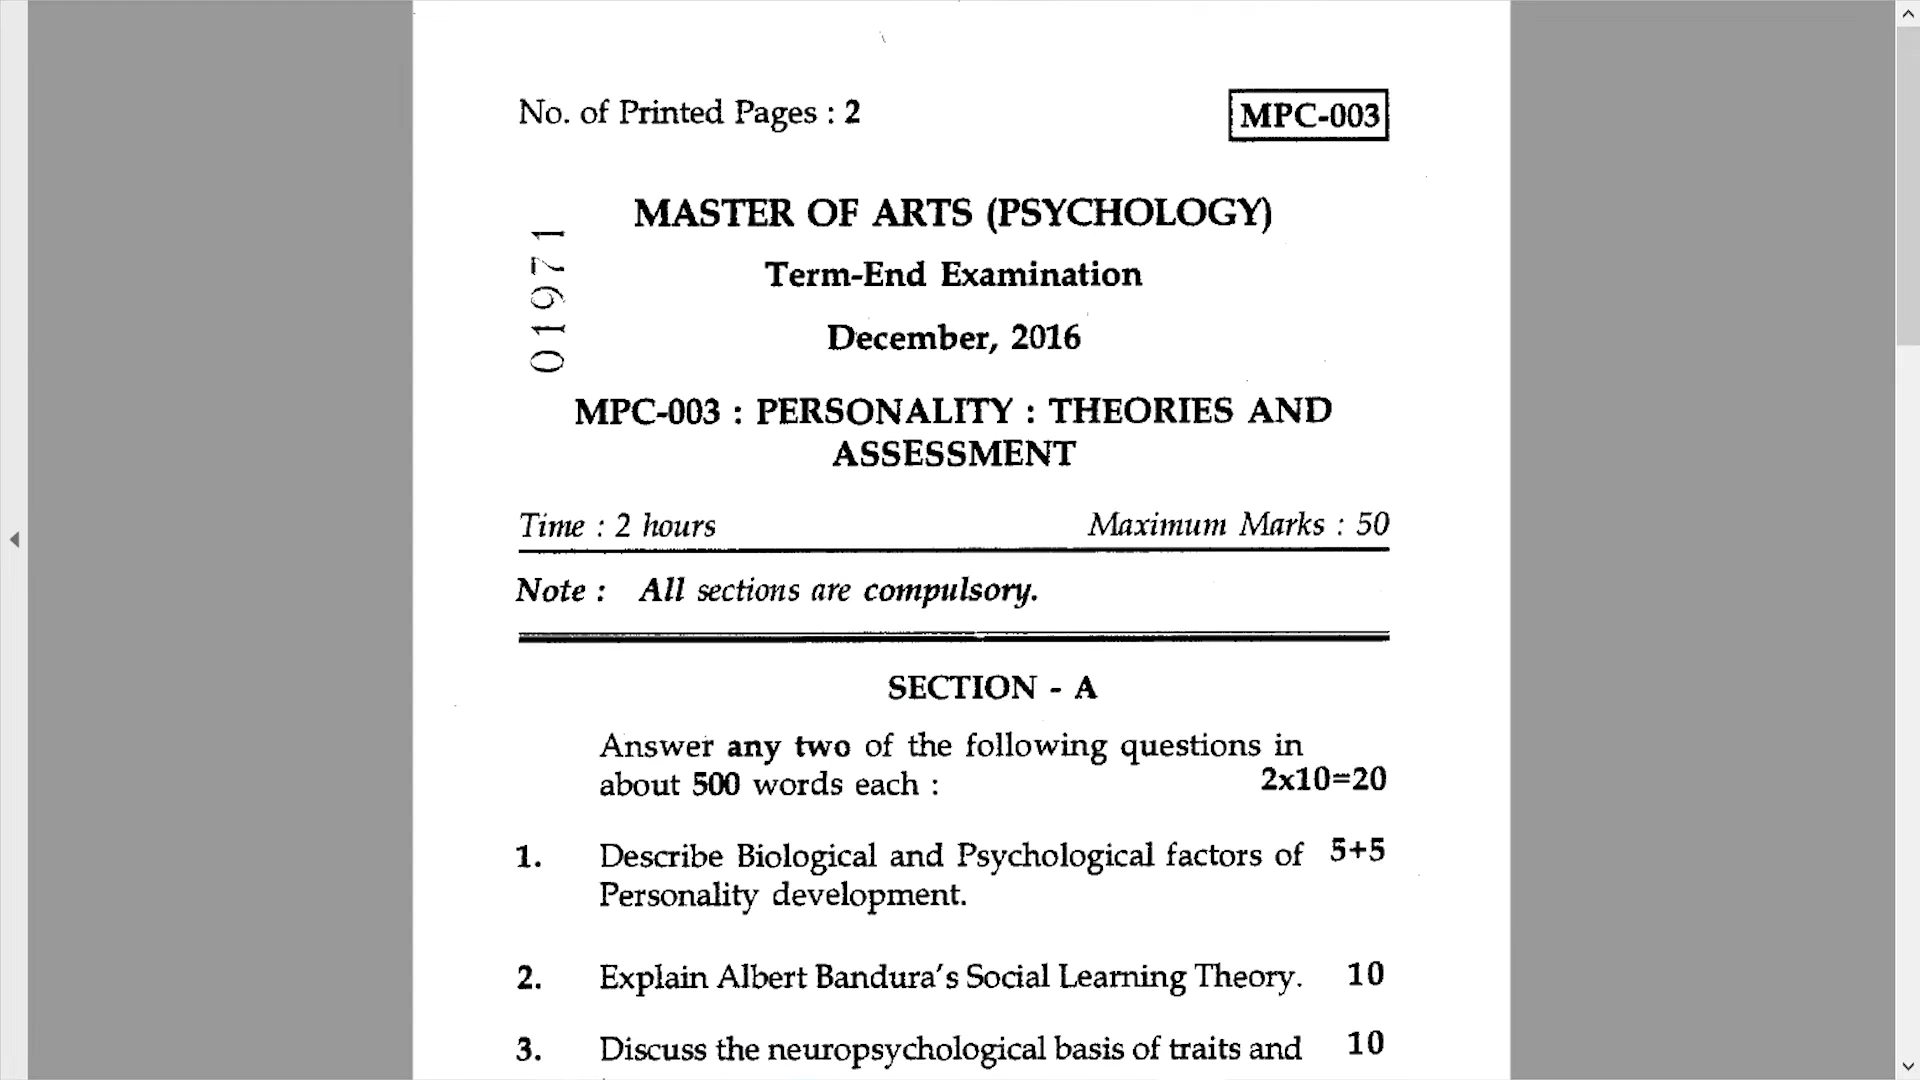 No. of Printed Pages : 2
MPC-003
MASTER OF ARTS (PSYCHOLOGY)
Term-End Examination
December, 2016
01971
MPC-003 : PERSONALITY : THEORIES AND
ASSESSMENT
Time : 2 hours
Maximum Marks : 50
Note : All sections are compulsory.
SECTION - A
Answer any two of the following questions in
about 500 words each :
2x10=20
1. Describe Biological and Psychological factors of 5+5
Personality development.
2. Explain Albert Bandura's Social Learning Theory. 10
3. Discuss the neuropsychological basis of traits and 10